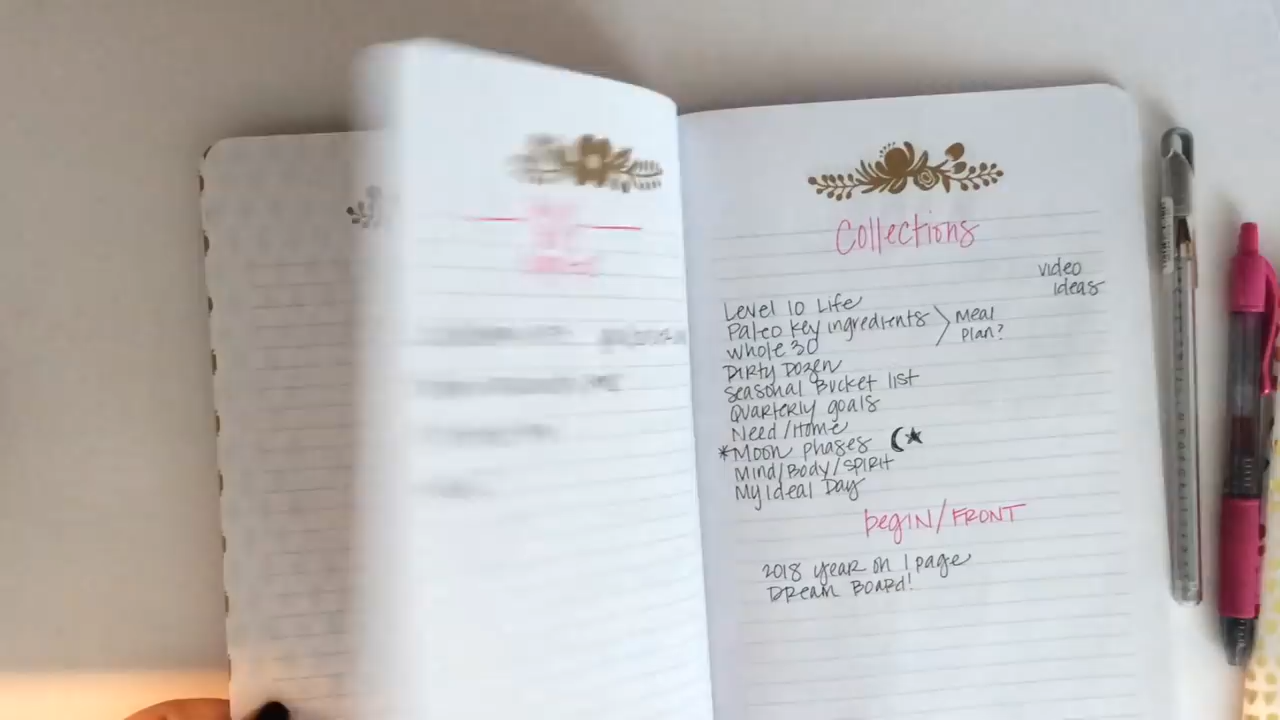 Collections
video
ideas
Level 10 Life
Paleo key ingredients > Meal
Plan?
Whole 30
Dirty Dozen
Seasonal Bucket list
Quarterly goals
Need/Home
*Moon phases
Mind/Body/Spirit
My Ideal Day
begin/FRONT
2018 year on 1 page
Dream Board!